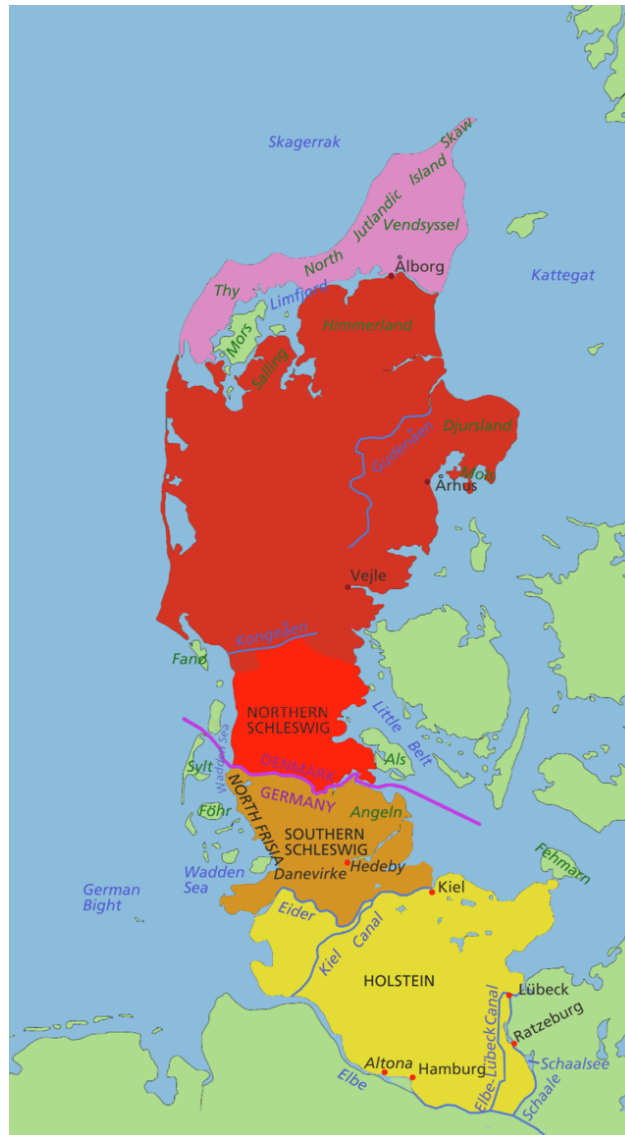 Skagerrak
Skaw
Island
Jutlandic
North
Vendsyssel
Ålborg
Kattegat
Thy
Limfjord
Mors
Himmerland
Salling
Djursland
Gudenåen
Mols
Århus
Vejle
Kongeåen
Fanø
NORTHERN
SCHLESWIG
Little
Belt
Wadden Sea
Sylt
DENMARK
Als
GERMANY
Föhr
NORTH FRISIA
Angeln
SOUTHERN
SCHLESWIG
Hedeby
Danevirke
Wadden
Sea
German
Bight
Fehmarn
Kiel
Eider
Kiel Canal
HOLSTEIN
Lübeck
Elbe-Lübeck Canal
Ratzeburg
Schaalsee
Altona
Hamburg
Elbe
Schaale